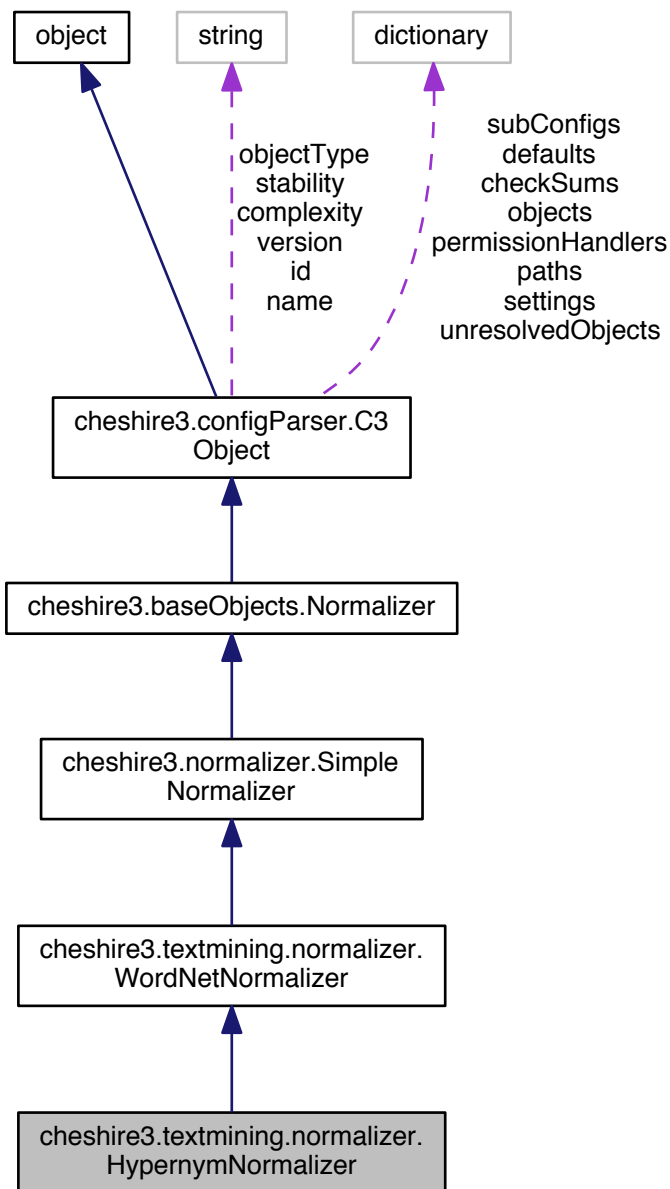 object
string
dictionary
objectType
stability
complexity
version
id
name
subConfigs
defaults
checkSums
objects
permissionHandlers
paths
settings
unresolvedObjects
cheshire3.configParser.C3
Object
cheshire3.baseObjects.Normalizer
cheshire3.normalizer.Simple
Normalizer
cheshire3.textmining.normalizer.
WordNetNormalizer
cheshire3.textmining.normalizer.
HypernymNormalizer